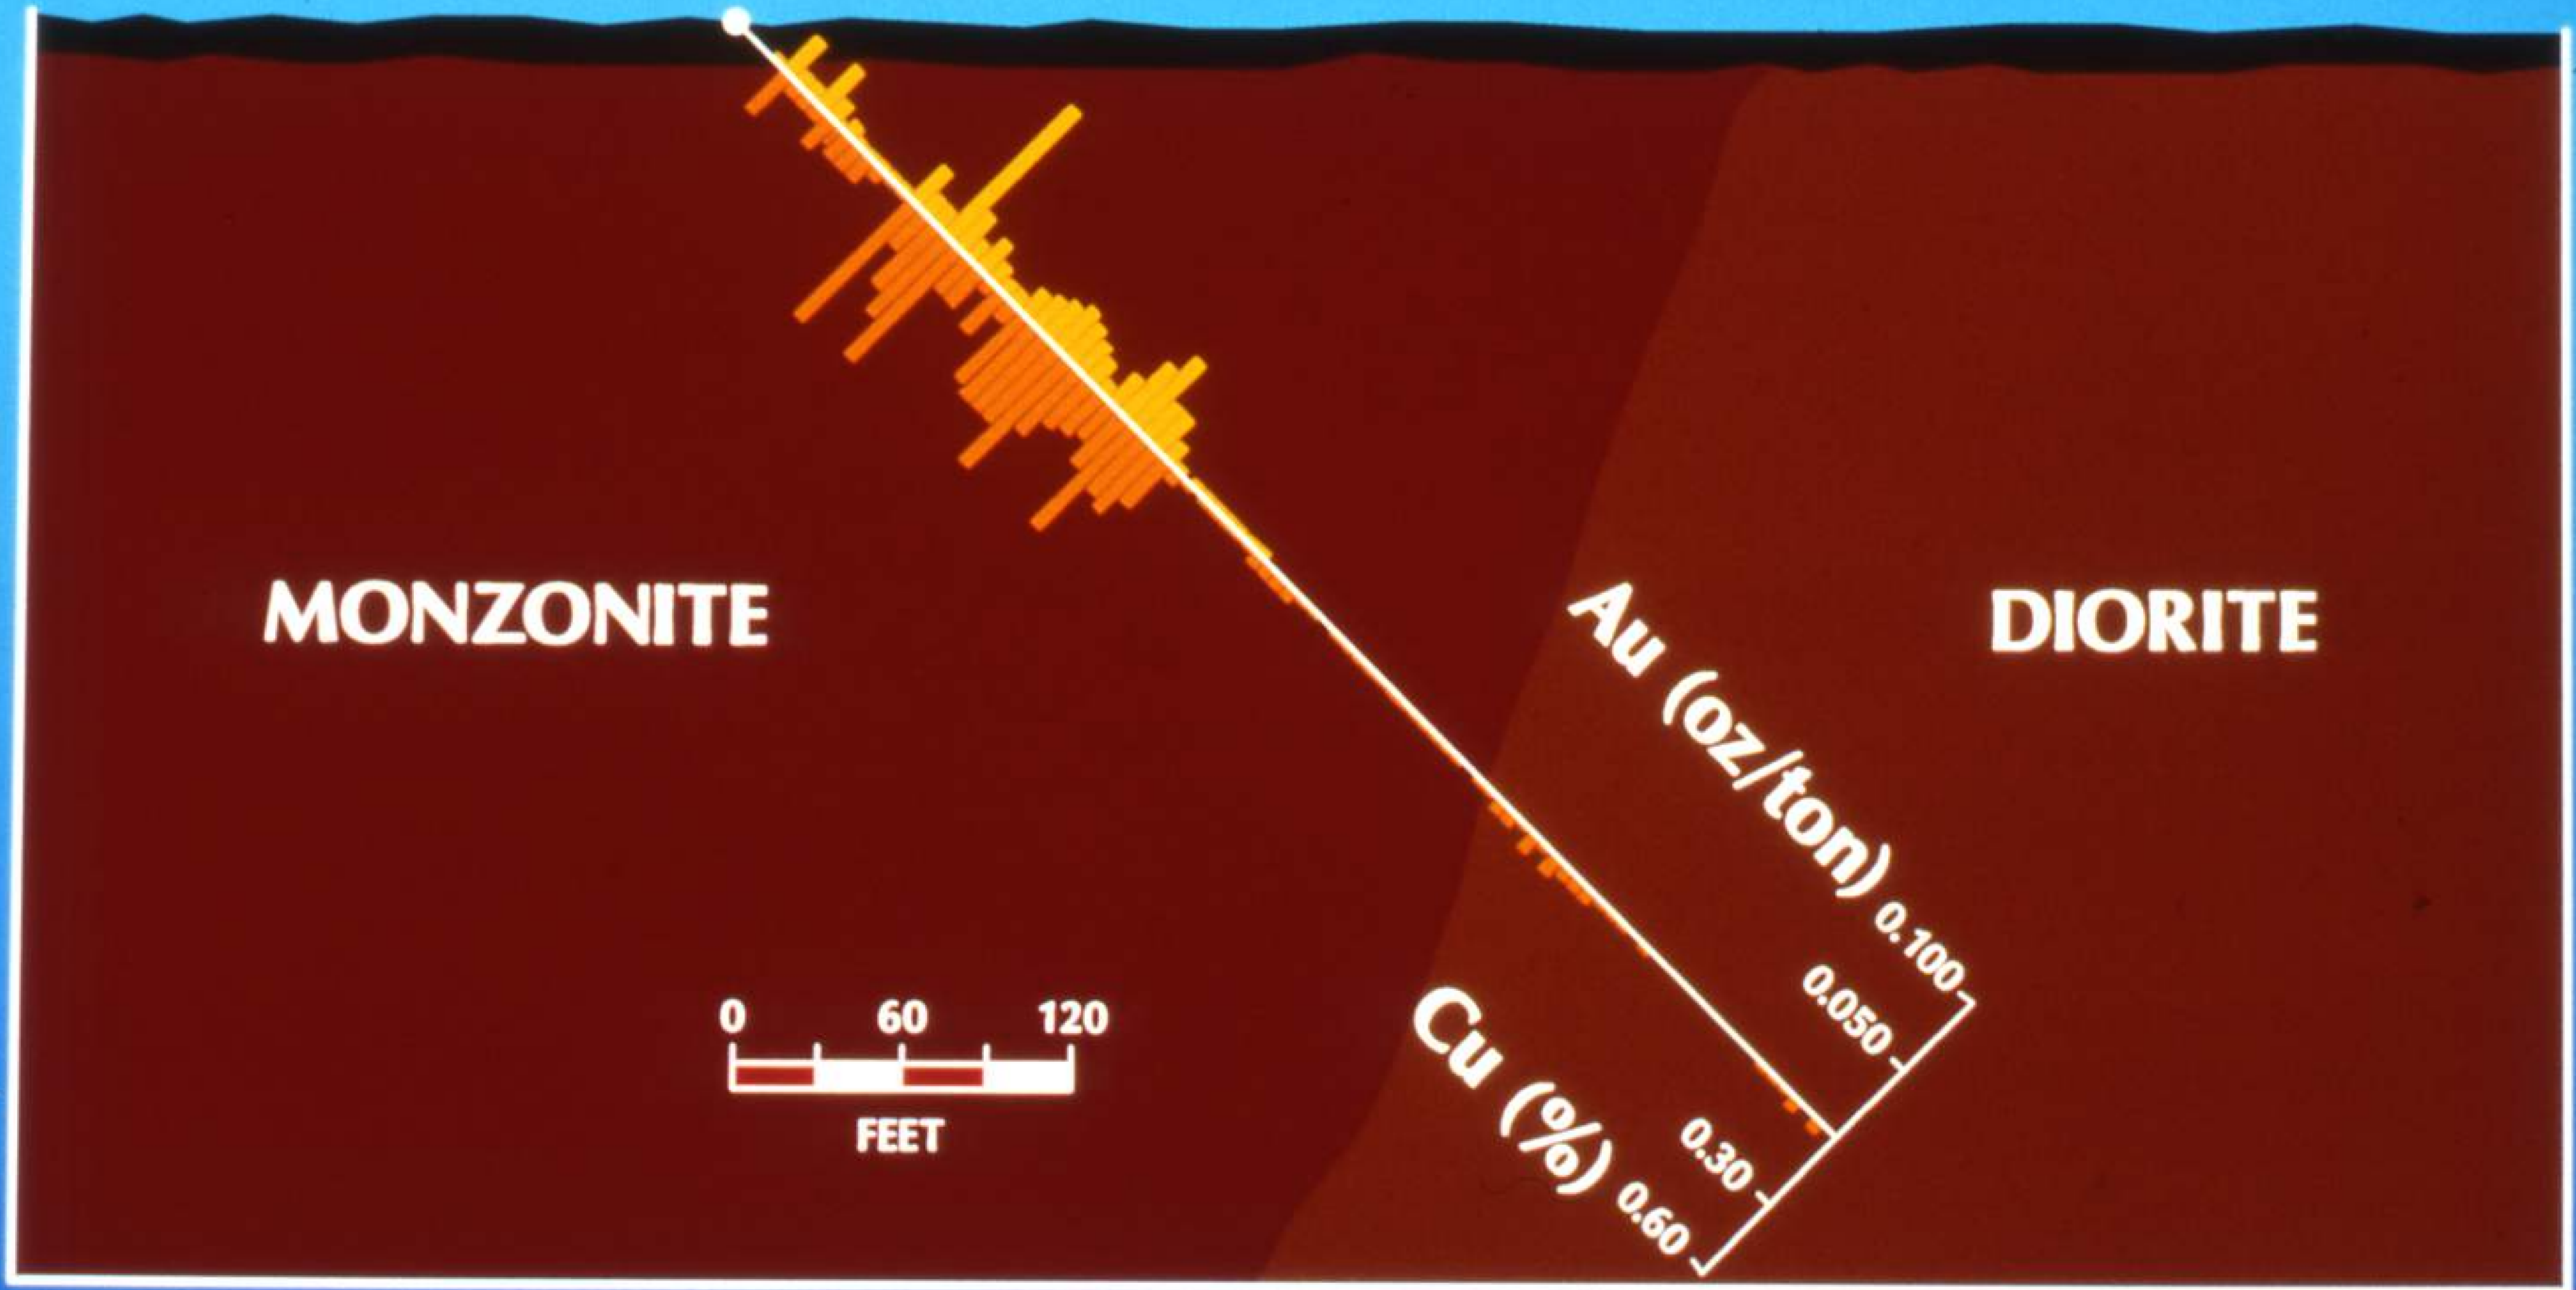 MONZONITE
DIORITE
Au (oz/ton)
0.100
0.050
Cu (%)
0.30
0.60
0 60 120
FEET